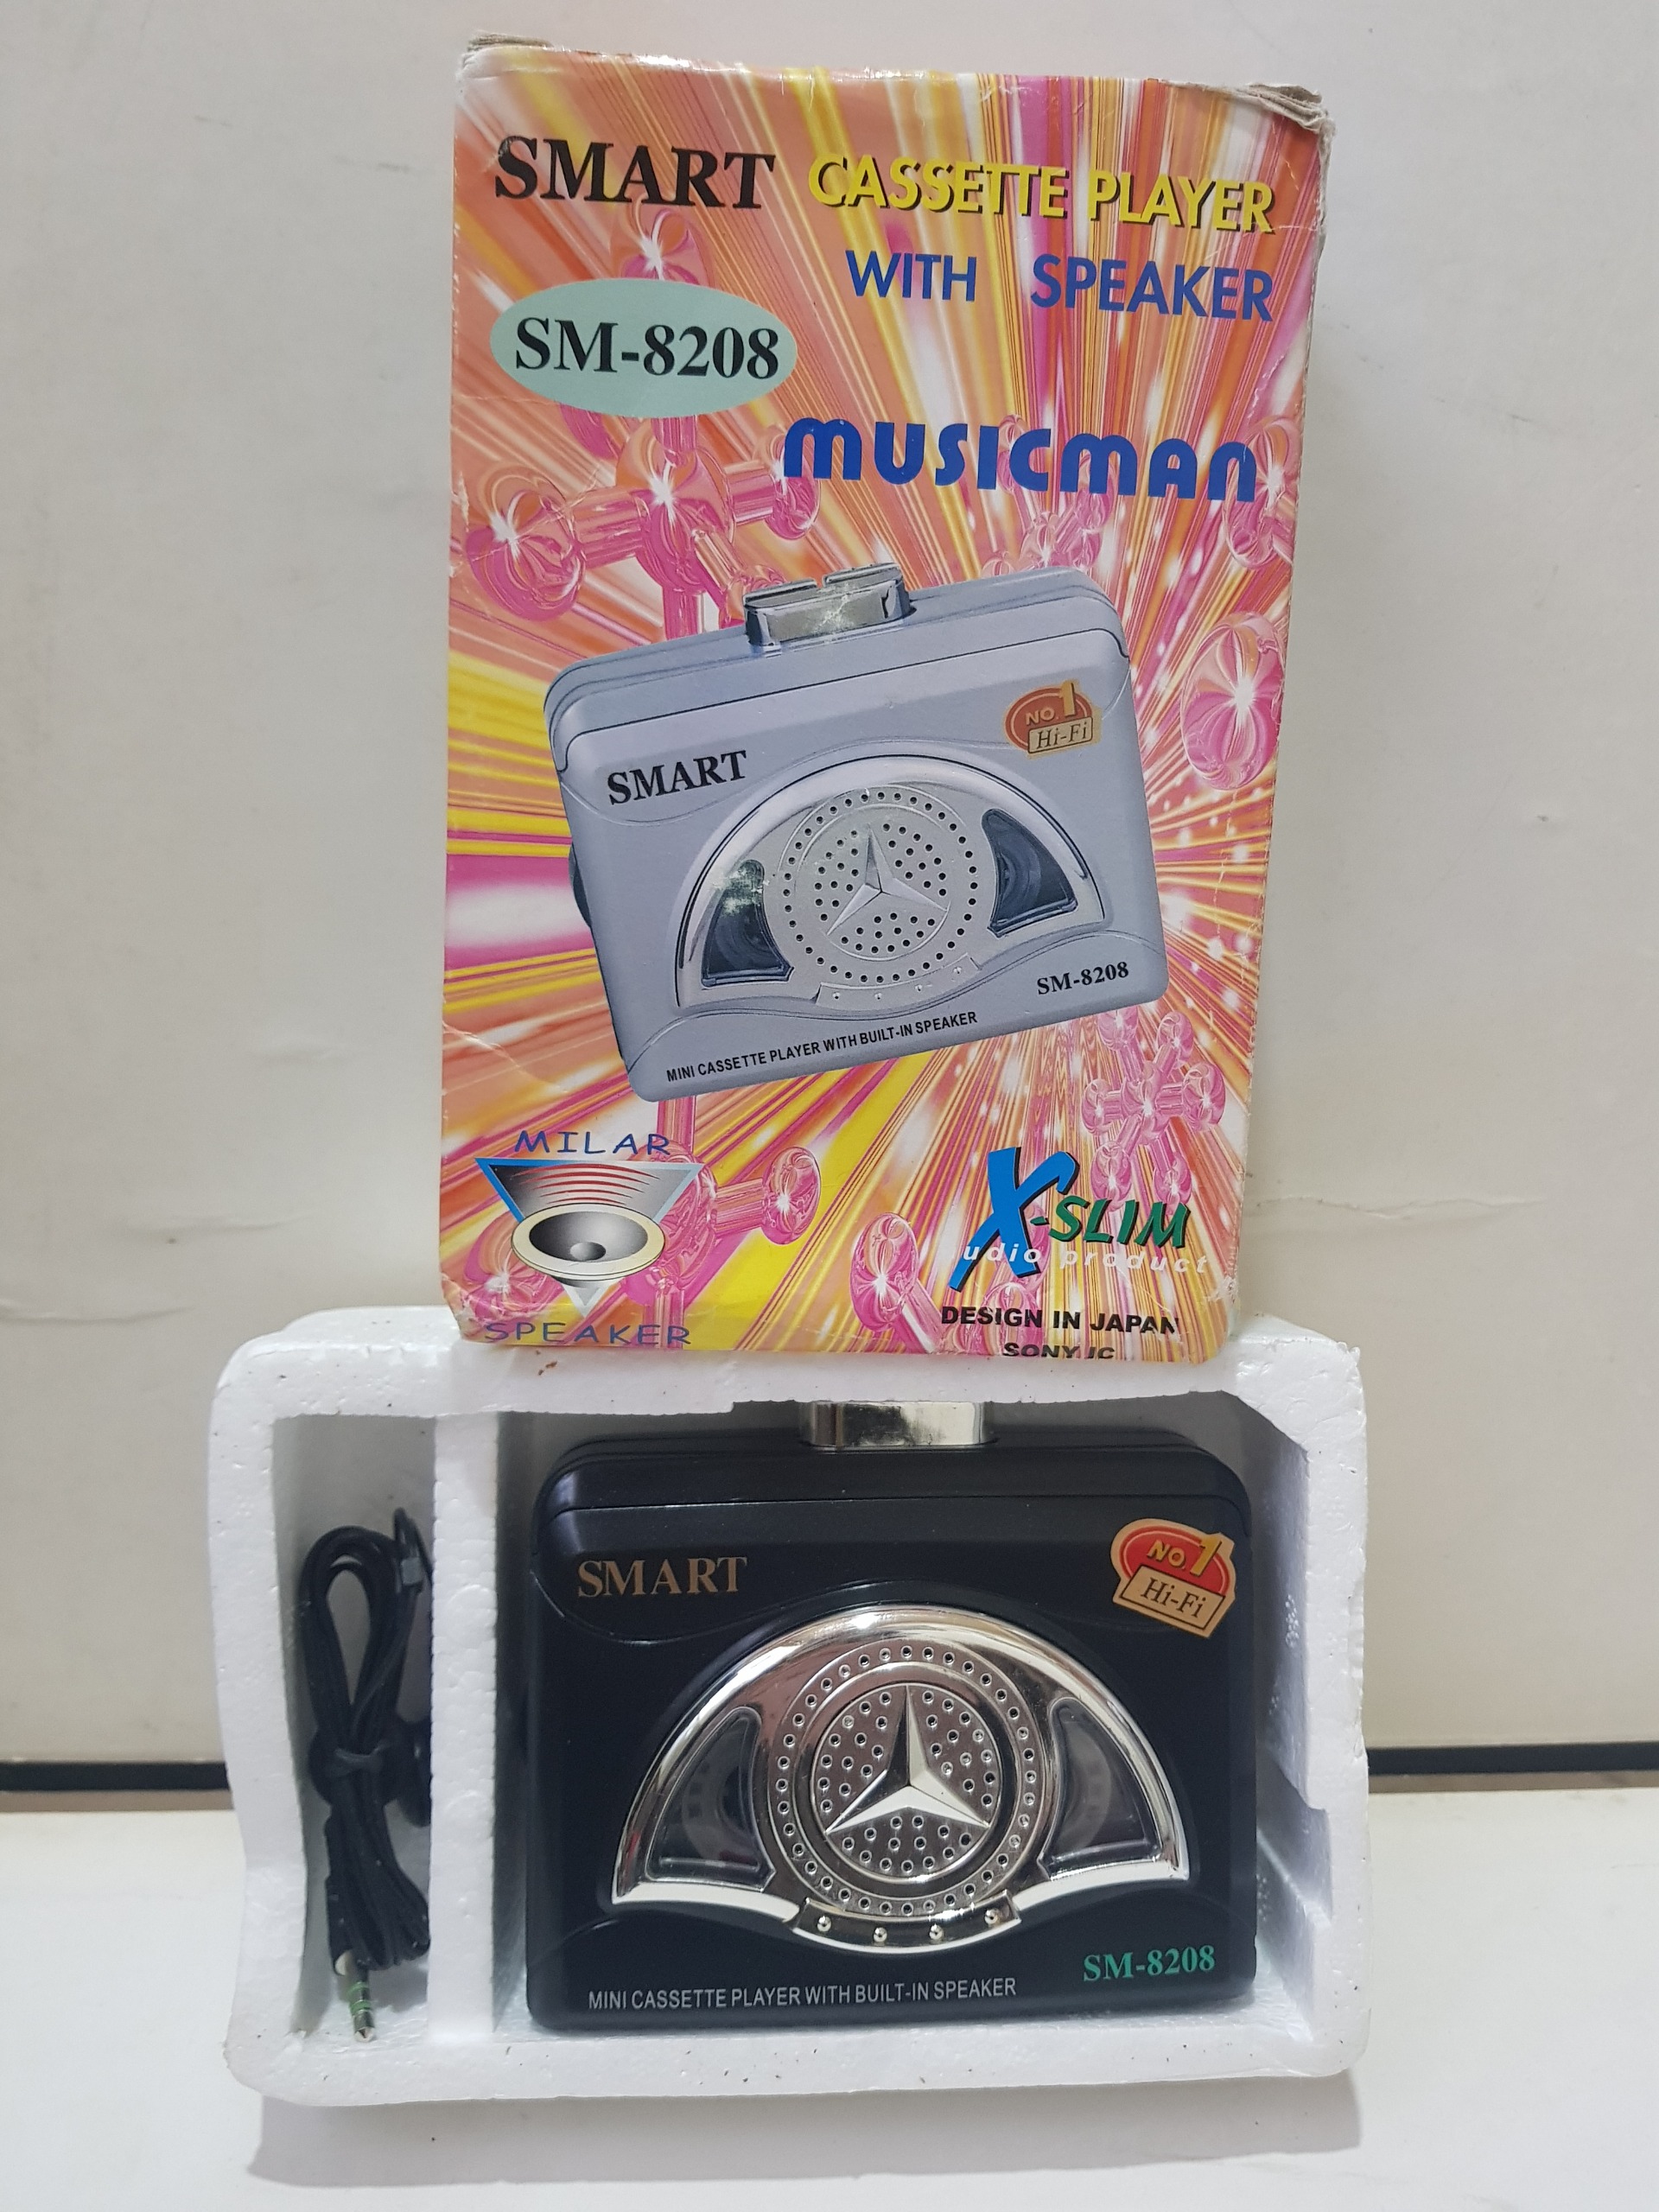 SMART CASSETTE PLAYER
WITH SPEAKER
SM-8208
MUSICMAN
NO.1
Hi-Fi
SMART
SM-8208
MINI CASSETTE PLAYER WITH BUILT-IN SPEAKER
MILAR
SPEAKER
X-SLIM
udio product
DESIGN IN JAPAN
SONY IC
SMART
NO.1
Hi-Fi
SM-8208
MINI CASSETTE PLAYER WITH BUILT-IN SPEAKER